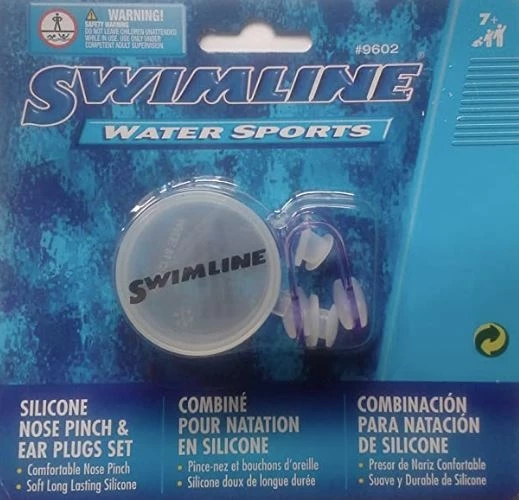 WARNING!
SAFETY WARNING
DO NOT LEAVE CHILDREN UNATTENDED
WHILE IN USE. USE ONLY UNDER
COMPETENT ADULT SUPERVISION.
#9602
7+
SWIMLINE®
WATER SPORTS
SWIMLINE
SILICONE
NOSE PINCH &
EAR PLUGS SET
• Comfortable Nose Pinch
• Soft Long Lasting Silicone
COMBINÉ
POUR NATATION
EN SILICONE
• Pince-nez et bouchons d'oreille
• Silicone doux de longue durée
COMBINACIÓN
PARA NATACIÓN
DE SILICONE
• Presor de Nariz Confortable
• Suave y Durable de Silicone